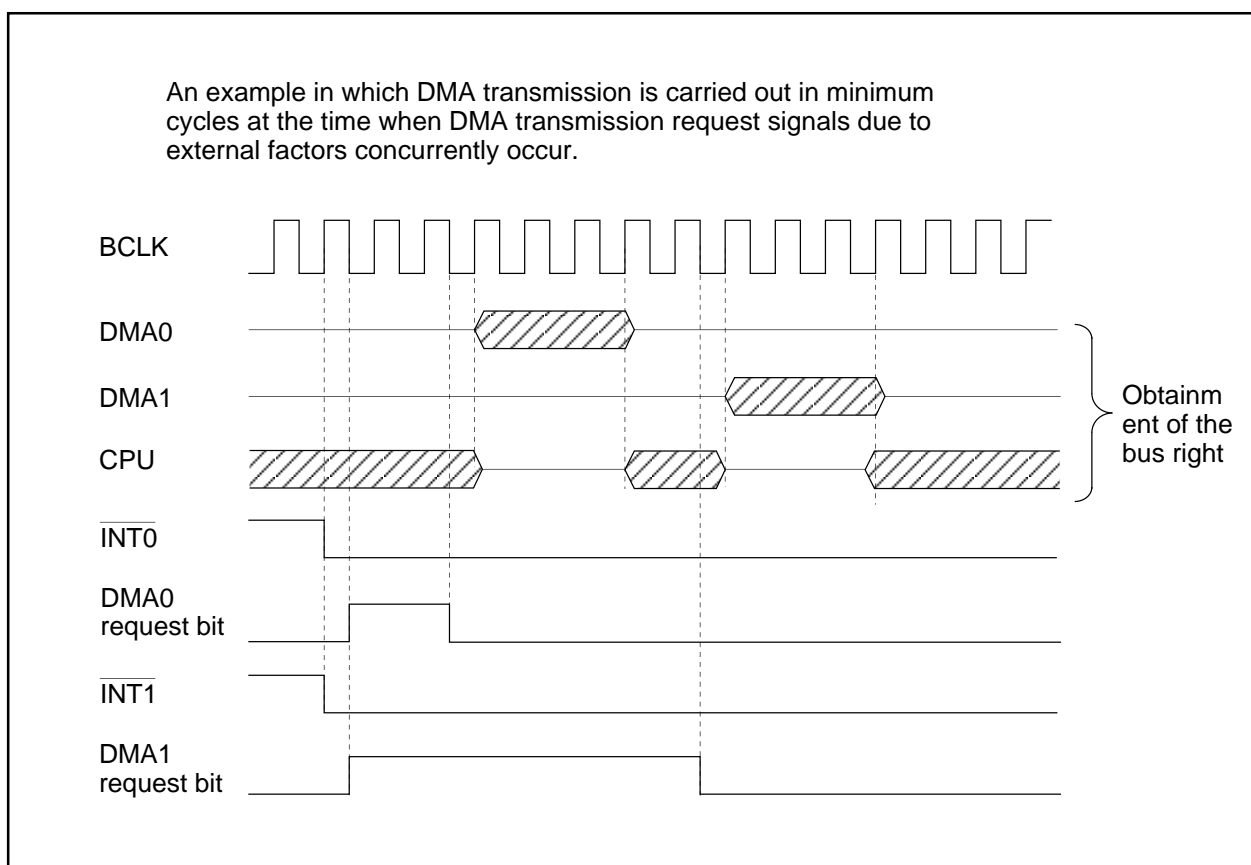 An example in which DMA transmission is carried out in minimum
cycles at the time when DMA transmission request signals due to
external factors concurrently occur.
BCLK
DMA0
DMA1
CPU
Obtainm
ent of the
bus right
INT0
DMA0
request bit
INT1
DMA1
request bit